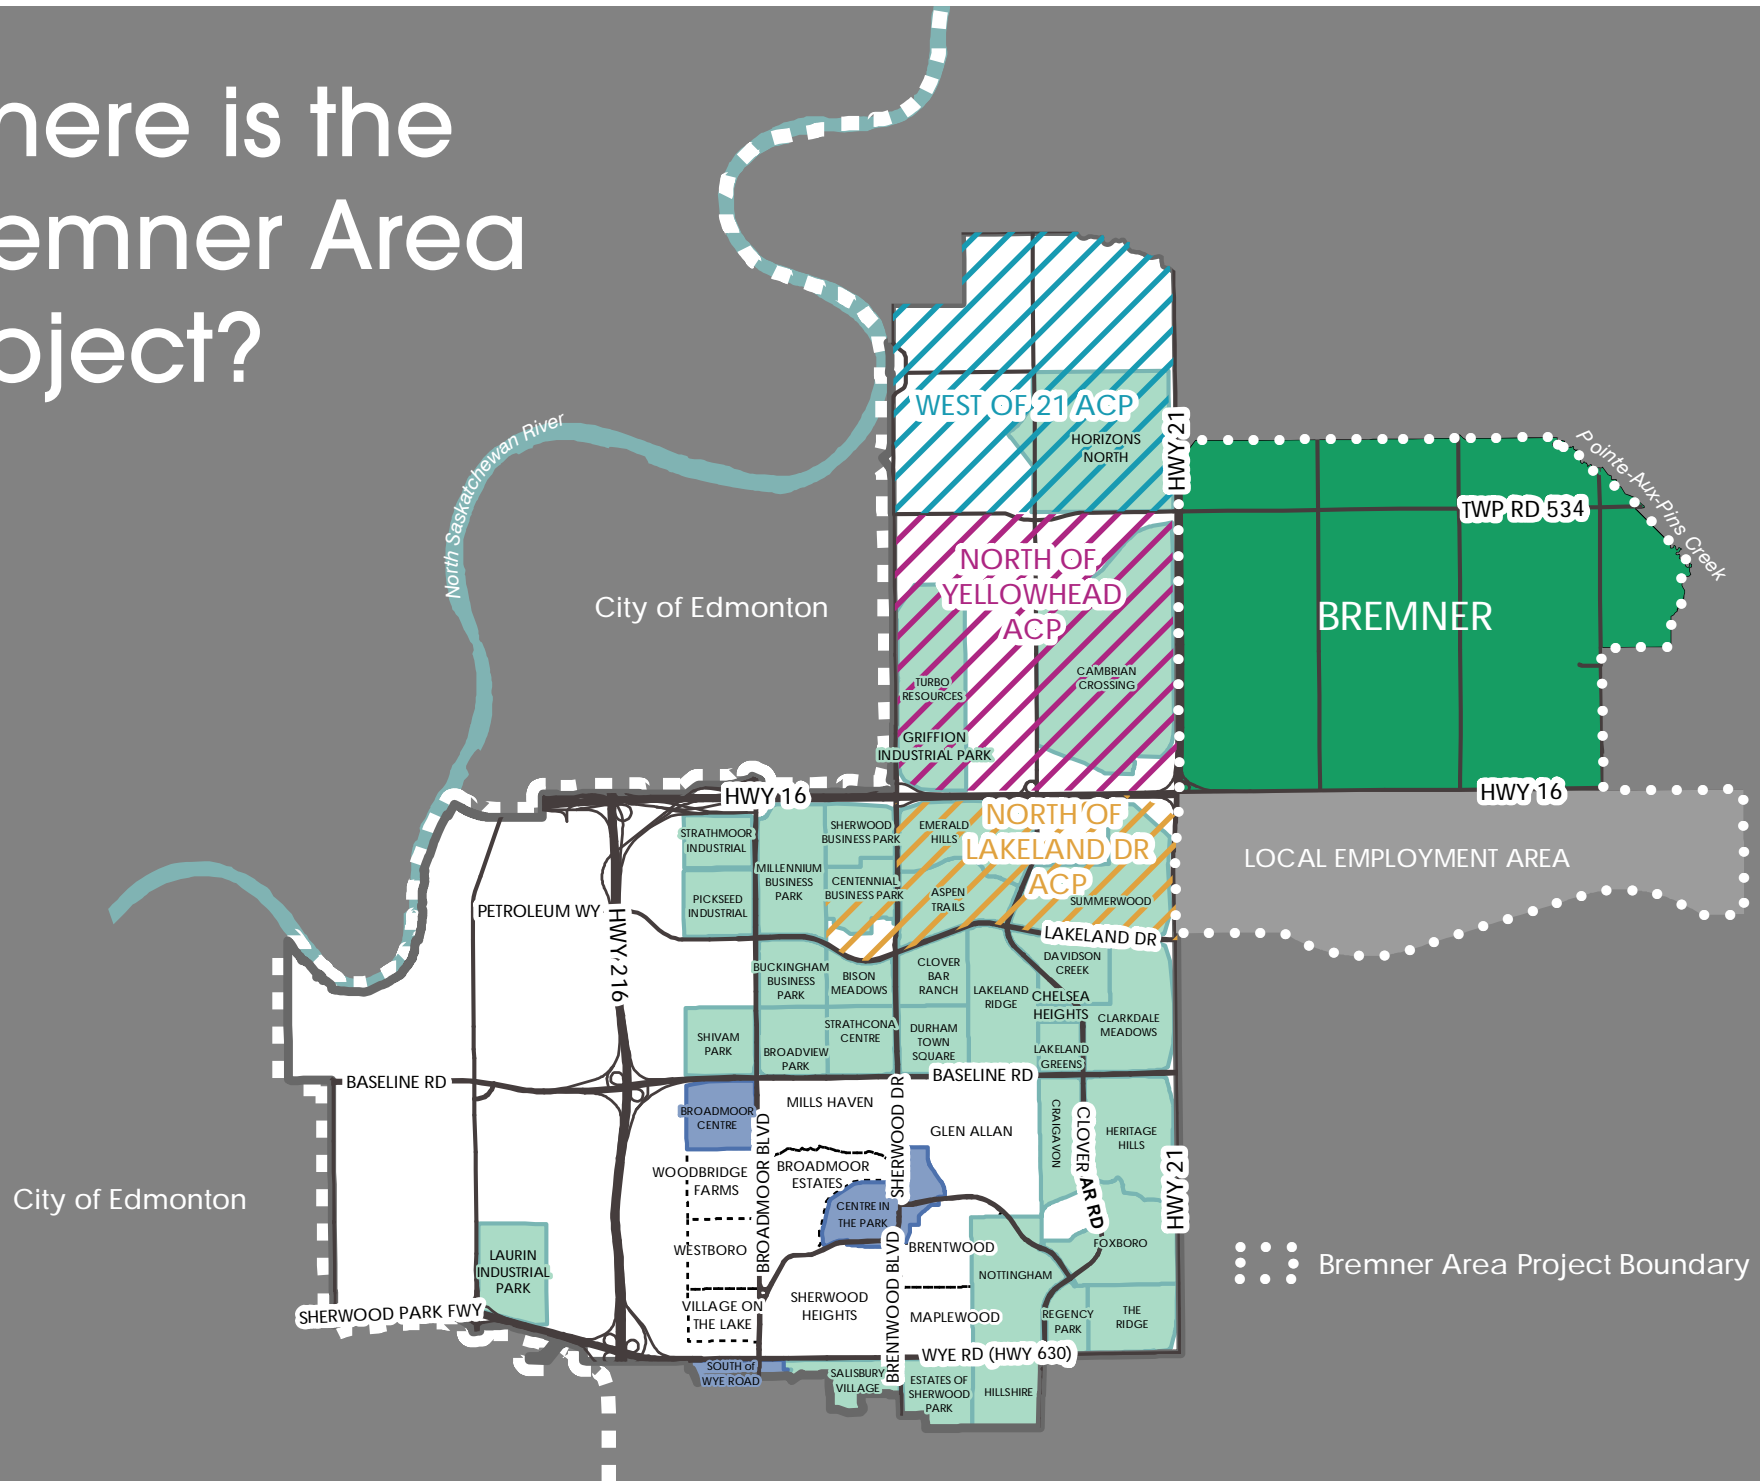 here is the
emner Area
oject?
North Saskatchewan River
City of Edmonton
WEST OF 21 ACP
HORIZONS
NORTH
HWY 21
Pointe-Aux-Pins Creek
TWP RD 534
NORTH OF
YELLOWHEAD
ACP
BREMNER
CAMBRIAN
CROSSING
TURBO
RESOURCES
GRIFFION
INDUSTRIAL PARK
HWY 16
HWY 16
STRATHMOOR
INDUSTRIAL
SHERWOOD
BUSINESS PARK
EMERALD
HILLS
NORTH OF
LAKELAND DR
ACP
LOCAL EMPLOYMENT AREA
MILLENNIUM
BUSINESS
PARK
CENTENNIAL
BUSINESS PARK
ASPEN
TRAILS
SUMMERWOOD
PICKSEED
INDUSTRIAL
PETROLEUM WY
HWY 216
LAKELAND DR
BUCKINGHAM
BUSINESS
PARK
BISON
MEADOWS
CLOVER
BAR
RANCH
LAKELAND
RIDGE
DAVIDSON
CREEK
CHELSEA
HEIGHTS
CLARKDALE
MEADOWS
SHIVAM
PARK
BROADVIEW
PARK
STRATHCONA
CENTRE
DURHAM
TOWN
SQUARE
LAKELAND
GREENS
BASELINE RD
BASELINE RD
BROADMOOR
CENTRE
MILLS HAVEN
SHERWOOD DR
GLEN ALLAN
CRAIGAVON
CLOVER AR RD
HERITAGE
HILLS
HWY 21
WOODBRIDGE
FARMS
BROADMOOR BLVD
BROADMOOR
ESTATES
CENTRE IN
THE PARK
City of Edmonton
WESTBORO
BRENTWOOD BLVD
BRENTWOOD
FOXBORO
LAURIN
INDUSTRIAL
PARK
NOTTINGHAM
Bremner Area Project Boundary
VILLAGE ON
THE LAKE
SHERWOOD
HEIGHTS
MAPLEWOOD
REGENCY
PARK
THE
RIDGE
SHERWOOD PARK FWY
WYE RD (HWY 630)
SOUTH of
WYE ROAD
SALISBURY
VILLAGE
ESTATES OF
SHERWOOD
PARK
HILLSHIRE